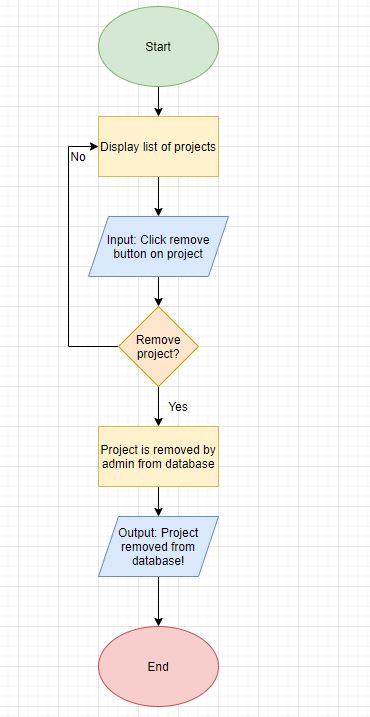 Start
Display list of projects
No
Input: Click remove
button on project
Remove
project?
Yes
Project is removed by
admin from database
Output: Project
removed from
database!
End